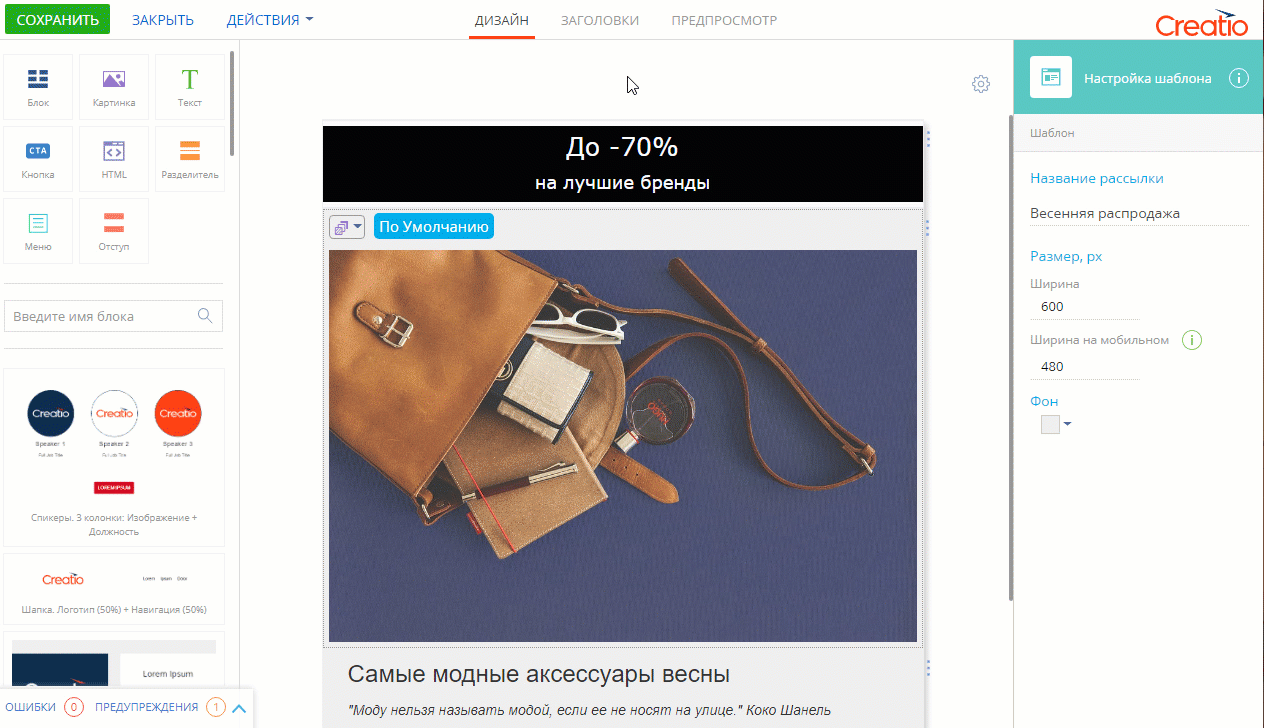 СОХРАНИТЬ ЗАКРЫТЬ ДЕЙСТВИЯ ДИЗАЙН ЗАГОЛОВКИ ПРЕДПРОСМОТР Creatio
Блок Картинка Текст
CTA
Кнопка HTML Разделитель
Меню Отступ
Введите имя блока
Creatio Creatio Creatio
Speaker 1 Speaker 2 Speaker 3
Full Job Title Full Job Title Full Job Title
LOREM IPSUM
Спикеры. 3 колонки: Изображение +
Должность
Creatio Lorem Ipsum Dolor
Шапка. Логотип (50%) + Навигация (50%)
Lorem Ipsum
ОШИБКИ 0 ПРЕДУПРЕЖДЕНИЯ 1
До -70%
на лучшие бренды
По Умолчанию
Самые модные аксессуары весны
"Моду нельзя называть модой, если ее не носят на улице." Коко Шанель
Настройка шаблона
Шаблон
Название рассылки
Весенняя распродажа
Размер, px
Ширина
600
Ширина на мобильном
480
Фон